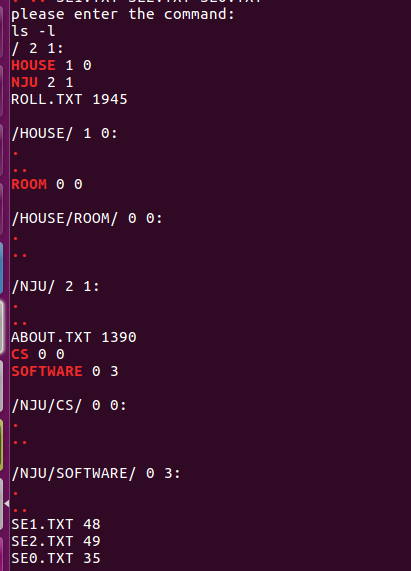 please enter the command:
ls -l
/ 2 1:
HOUSE 1 0
NJU 2 1
ROLL.TXT 1945
/HOUSE/ 1 0:
.
..
ROOM 0 0
/HOUSE/ROOM/ 0 0:
.
..
/NJU/ 2 1:
.
..
ABOUT.TXT 1390
CS 0 0
SOFTWARE 0 3
/NJU/CS/ 0 0:
.
..
/NJU/SOFTWARE/ 0 3:
.
..
SE1.TXT 48
SE2.TXT 49
SE0.TXT 35